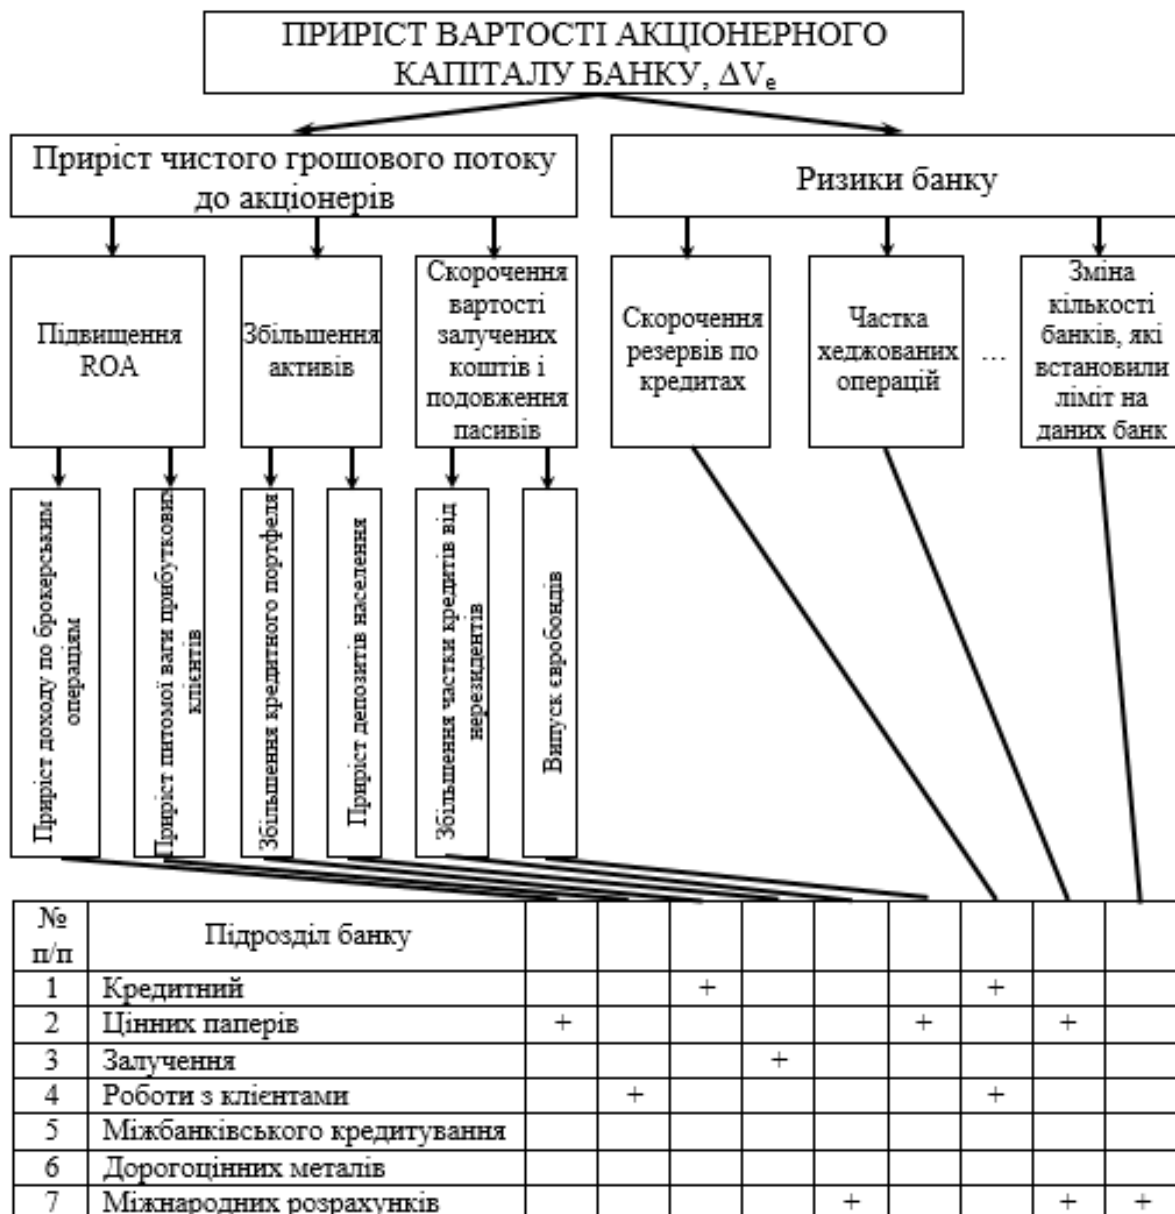 ПРИРІСТ ВАРТОСТІ АКЦІОНЕРНОГО
КАПІТАЛУ БАНКУ, ΔVе
Приріст чистого грошового потоку
до акціонерів
Ризики банку
Підвищення
ROA
Збільшення
активів
Скорочення
вартості
залучених
коштів і
подовження
пасивів
Скорочення
резервів по
кредитах
Частка
хеджованих
операцій
...
Зміна
кількості
банків, які
встановили
ліміт на
даних банк
Приріст доходу по брокерським
операціям
Приріст питомої ваги прибуткових
клієнтів
Збільшення кредитного портфеля
Приріст депозитів населення
Збільшення частки кредитів від
нерезидентів
Випуск євробондів
№
п/п
Підрозділ банку
1 Кредитний + +
2 Цінних паперів + + +
3 Залучення +
4 Роботи з клієнтами + +
5 Міжбанківського кредитування
6 Дорогоцінних металів
7 Міжнародних розрахунків + + +